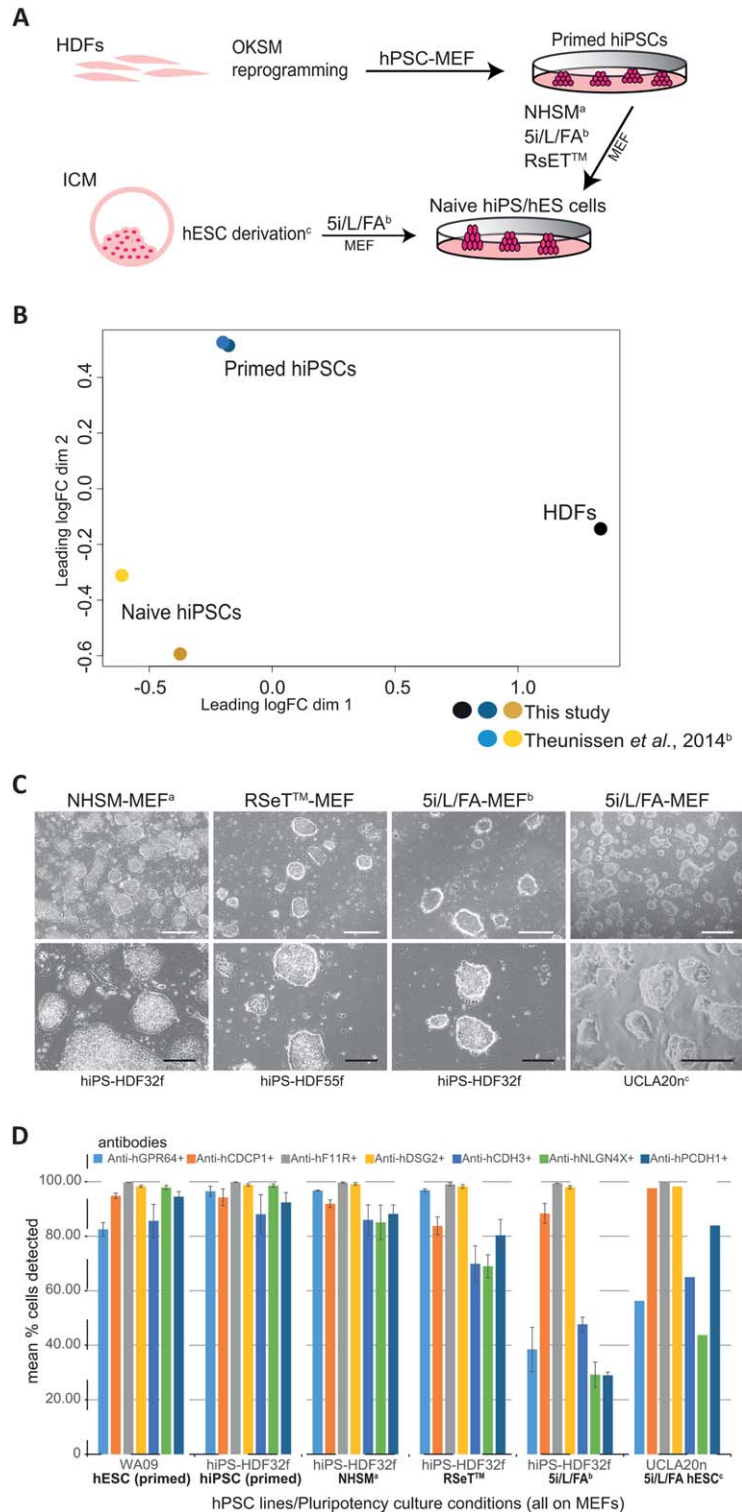 A
HDFs
OKSM
reprogramming
hPSC-MEF
Primed hiPSCs
NHSMᵃ
5i/L/FAᵇ
RsET™
MEF
ICM
hESC derivationᶜ
5i/L/FAᵇ
MEF
Naive hiPS/hES cells
B
Leading logFC dim 2
0.4
0.2
0.0
-0.2
-0.4
-0.6
Primed hiPSCs
HDFs
Naive hiPSCs
-0.5
0.0
0.5
1.0
Leading logFC dim 1
This study
Theunissen et al., 2014ᵇ
C
NHSM-MEFᵃ
RSeT™-MEF
5i/L/FA-MEFᵇ
5i/L/FA-MEF
hiPS-HDF32f
hiPS-HDF55f
hiPS-HDF32f
UCLA20nᶜ
D
antibodies
Anti-hGPR64+ Anti-hCDCP1+ Anti-hF11R+ Anti-hDSG2+ Anti-hCDH3+ Anti-hNLGN4X+ Anti-hPCDH1+
mean % cells detected
100.00
80.00
60.00
40.00
20.00
0
WA09
hESC (primed)
hiPS-HDF32f
hiPSC (primed)
hiPS-HDF32f
NHSMᵃ
hiPS-HDF32f
RSeT™
hiPS-HDF32f
5i/L/FAᵇ
UCLA20n
5i/L/FA hESCᶜ
hPSC lines/Pluripotency culture conditions (all on MEFs)